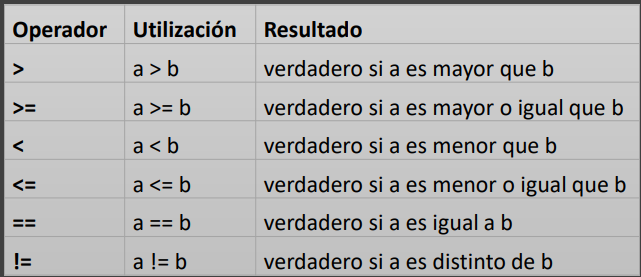 Operador Utilización Resultado
> a > b verdadero si a es mayor que b
>= a >= b verdadero si a es mayor o igual que b
< a < b verdadero si a es menor que b
<= a <= b verdadero si a es menor o igual que b
== a == b verdadero si a es igual a b
!= a != b verdadero si a es distinto de b